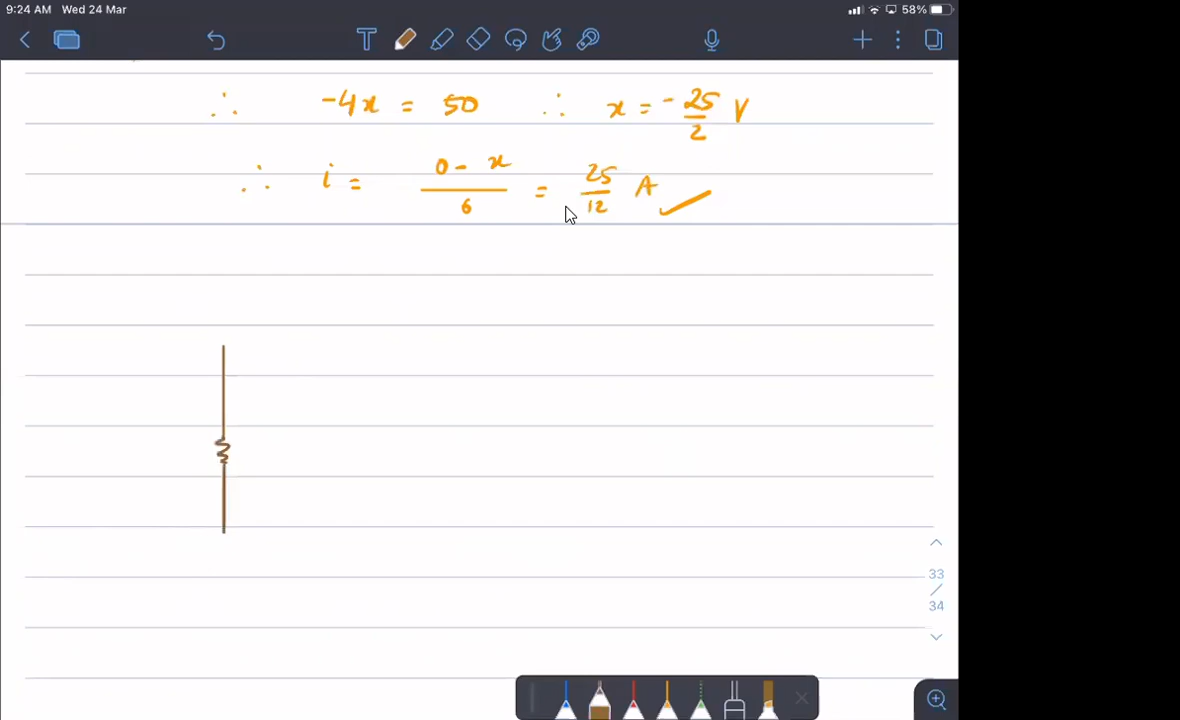 9:24 AM Wed 24 Mar 58%
T
∴ -4x = 50 ∴ x = -25/2 V
∴ i = (0 - x)/6 = 25/12 A ✓
33
/
34